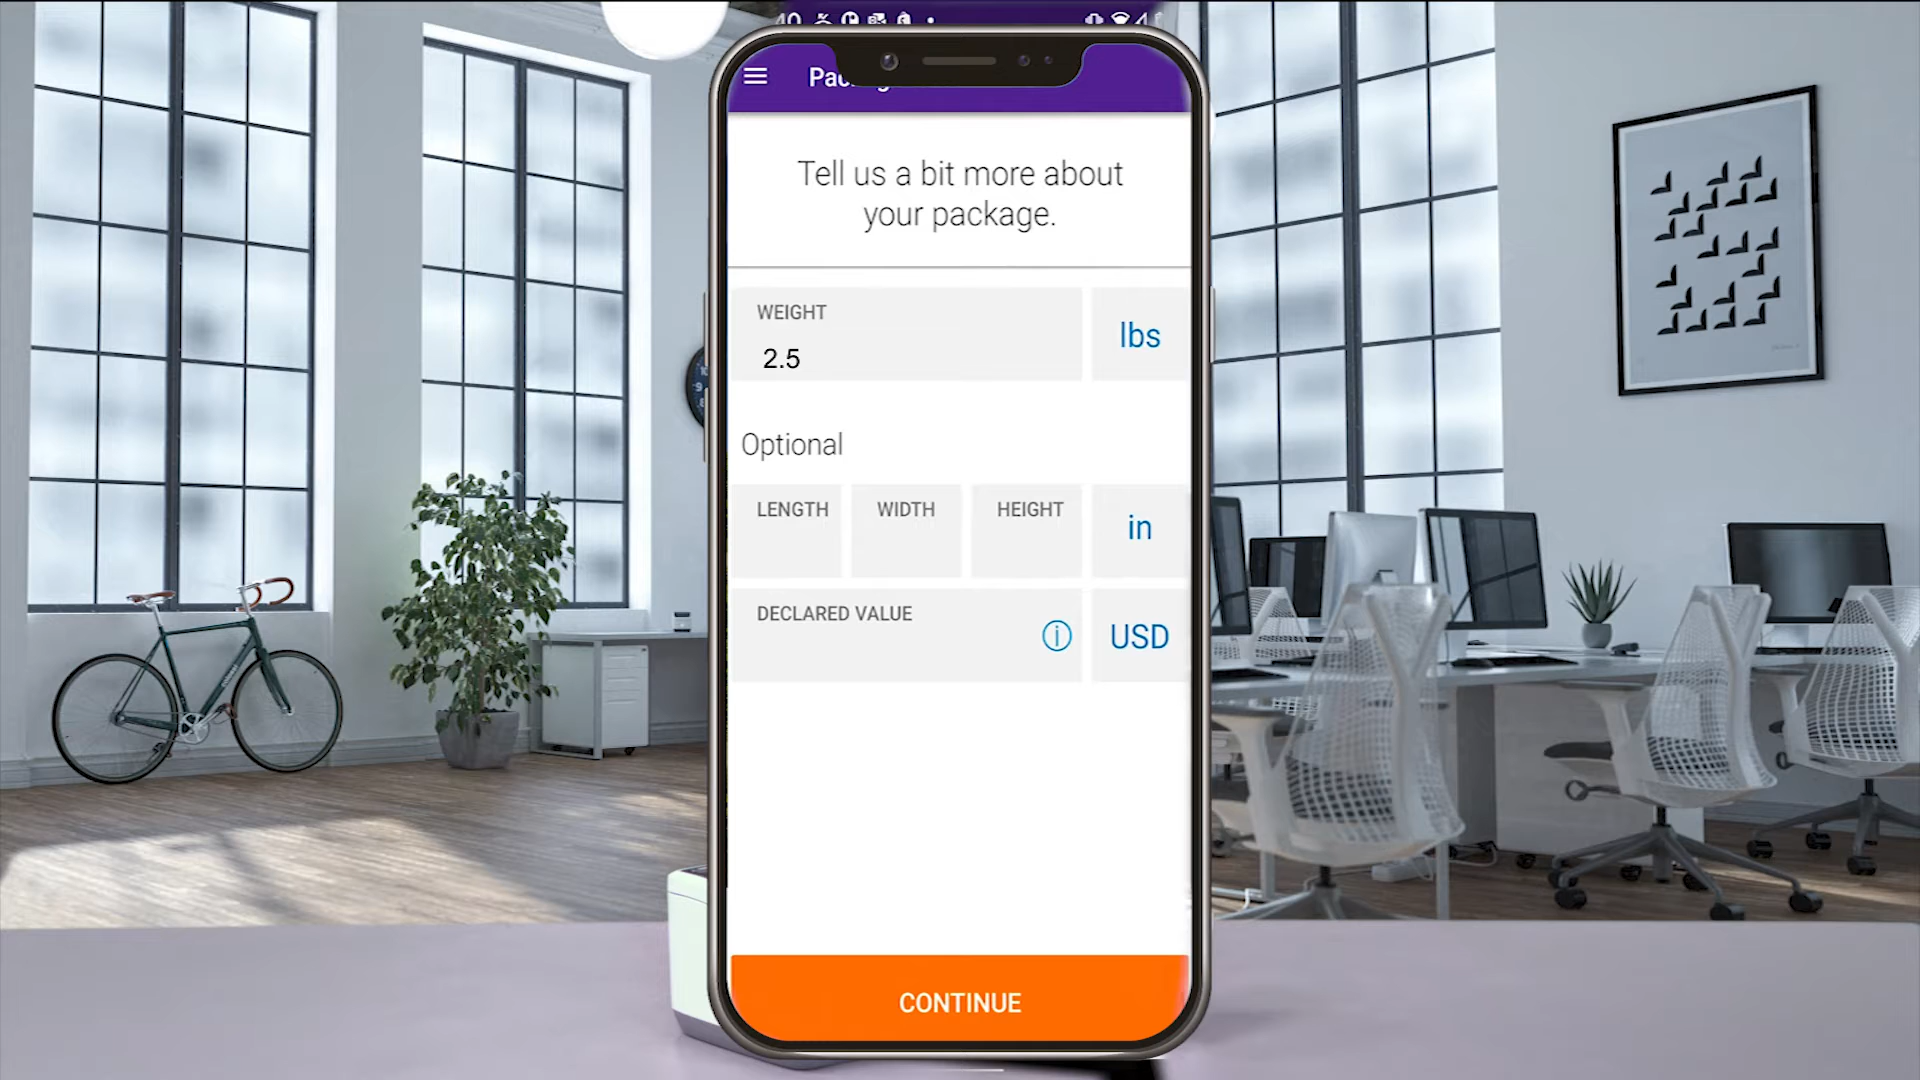 Tell us a bit more about
your package.
WEIGHT
2.5
lbs
Optional
LENGTH
WIDTH
HEIGHT
in
DECLARED VALUE
USD
CONTINUE